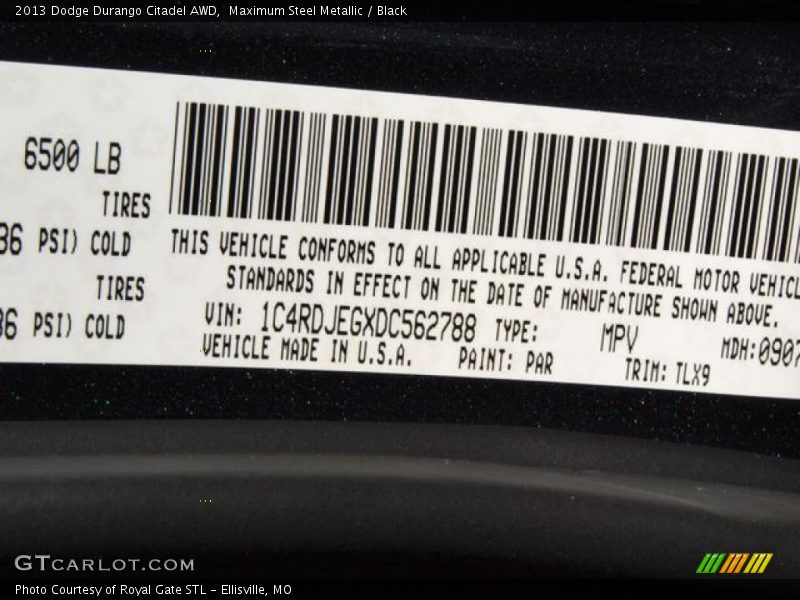 2013 Dodge Durango Citadel AWD, Maximum Steel Metallic / Black
6500 LB
TIRES
36 PSI) COLD
TIRES
36 PSI) COLD
THIS VEHICLE CONFORMS TO ALL APPLICABLE U.S.A. FEDERAL MOTOR VEHICL
STANDARDS IN EFFECT ON THE DATE OF MANUFACTURE SHOWN ABOVE.
VIN: 1C4RDJEGXDC562788 TYPE: MPV MDH:0907
VEHICLE MADE IN U.S.A. PAINT: PAR TRIM: TLX9
GTCARLOT.COM
Photo Courtesy of Royal Gate STL - Ellisville, MO